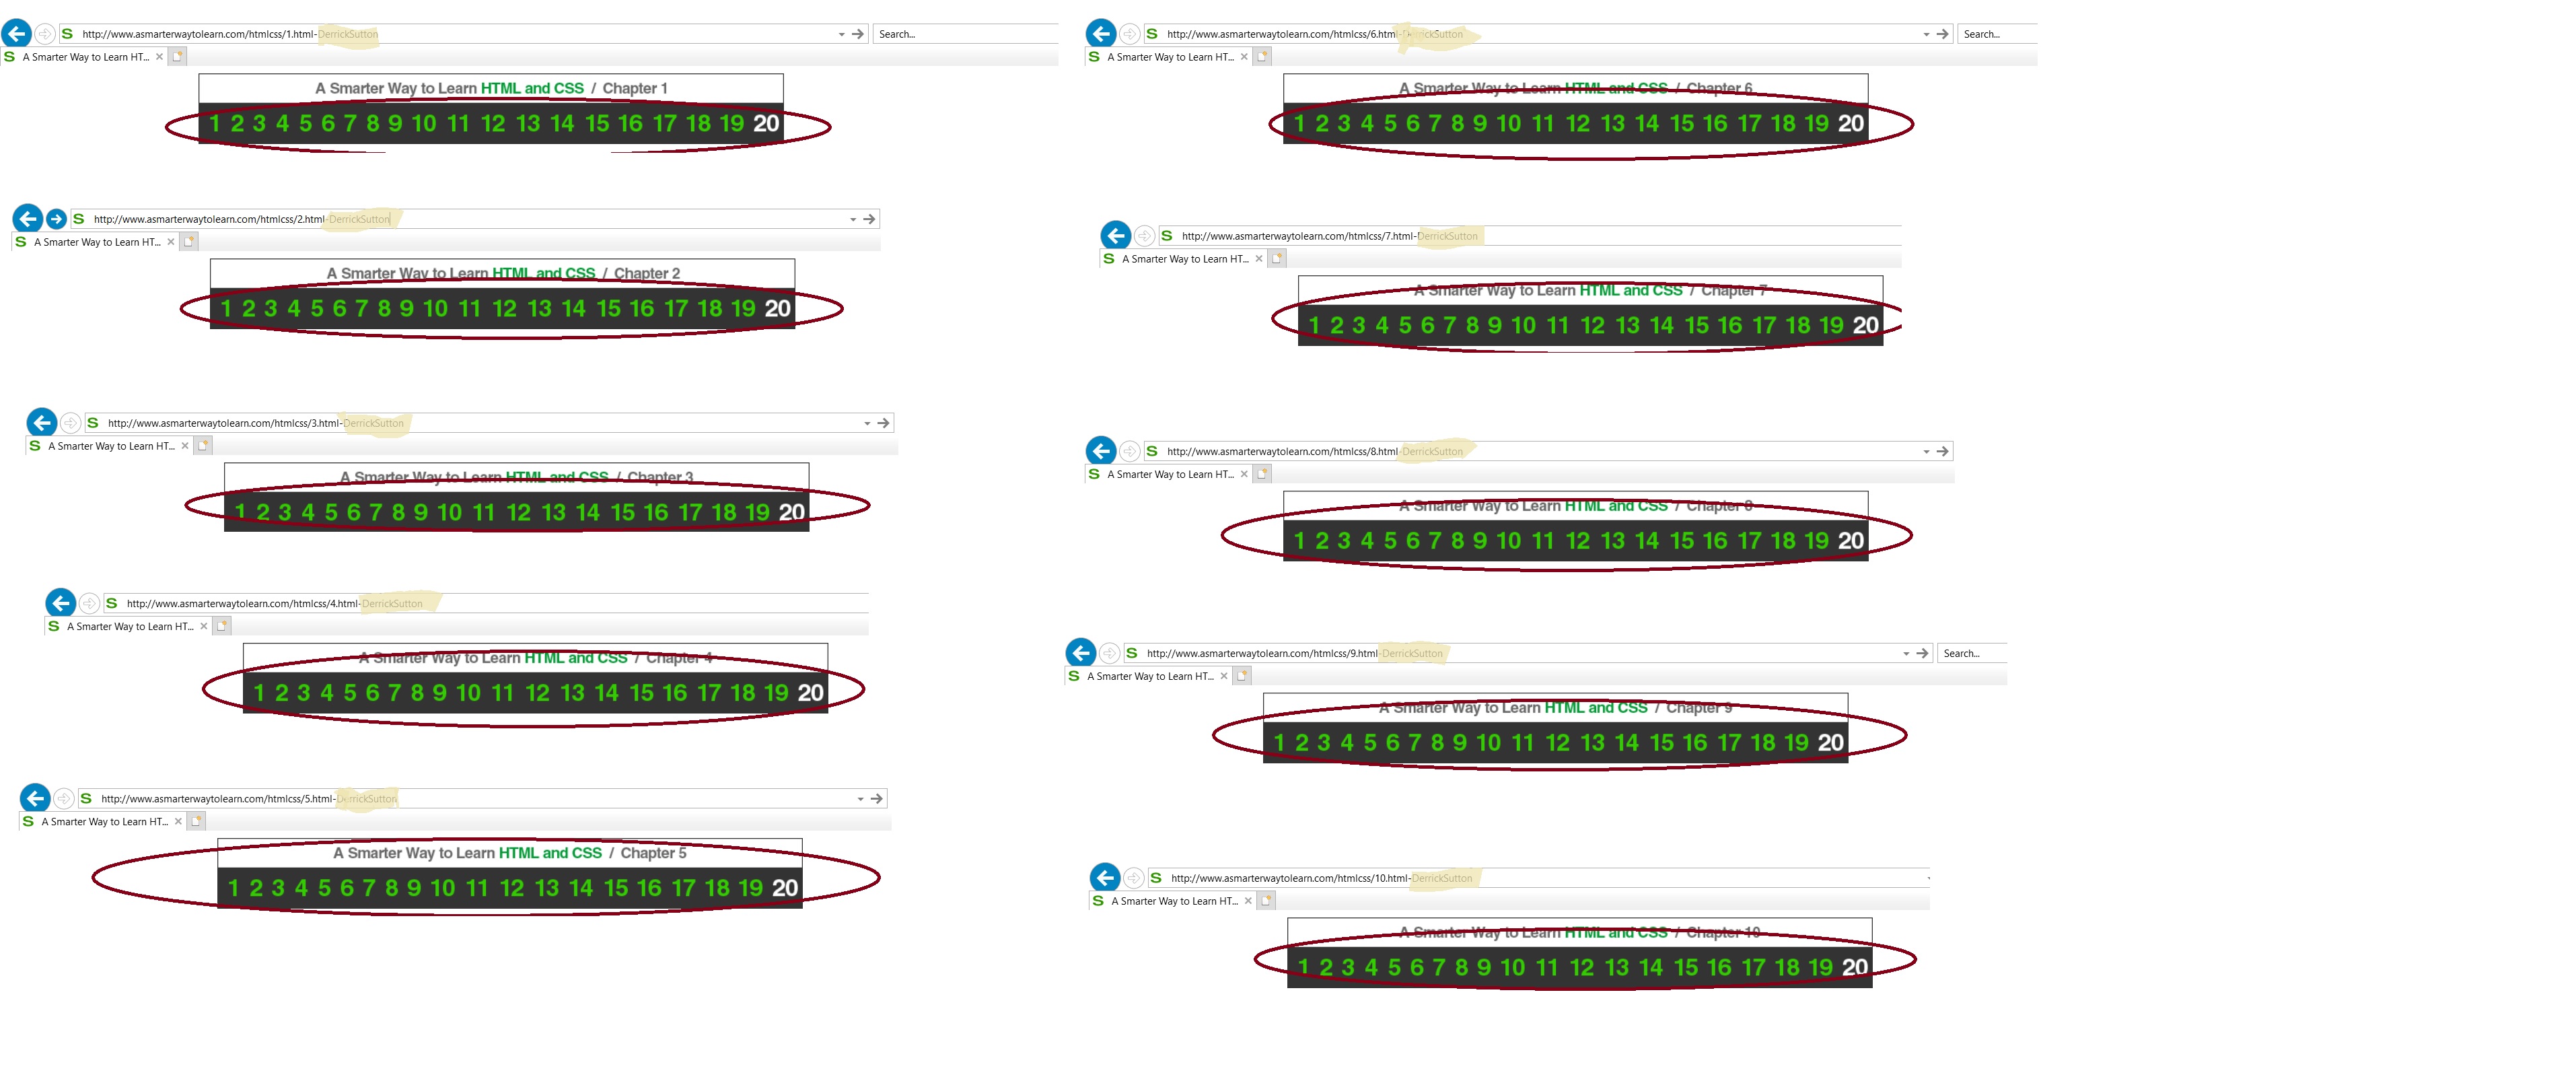 http://www.asmarterwaytolearn.com/htmlcss/1.html-DerrickSutton
Search...
A Smarter Way to Learn HT...
A Smarter Way to Learn HTML and CSS / Chapter 1
1 2 3 4 5 6 7 8 9 10 11 12 13 14 15 16 17 18 19 20
http://www.asmarterwaytolearn.com/htmlcss/2.html-DerrickSutton
A Smarter Way to Learn HT...
A Smarter Way to Learn HTML and CSS / Chapter 2
1 2 3 4 5 6 7 8 9 10 11 12 13 14 15 16 17 18 19 20
http://www.asmarterwaytolearn.com/htmlcss/3.html-DerrickSutton
A Smarter Way to Learn HT...
A Smarter Way to Learn HTML and CSS / Chapter 3
1 2 3 4 5 6 7 8 9 10 11 12 13 14 15 16 17 18 19 20
http://www.asmarterwaytolearn.com/htmlcss/4.html-DerrickSutton
A Smarter Way to Learn HT...
A Smarter Way to Learn HTML and CSS / Chapter 4
1 2 3 4 5 6 7 8 9 10 11 12 13 14 15 16 17 18 19 20
http://www.asmarterwaytolearn.com/htmlcss/5.html-DerrickSutton
A Smarter Way to Learn HT...
A Smarter Way to Learn HTML and CSS / Chapter 5
1 2 3 4 5 6 7 8 9 10 11 12 13 14 15 16 17 18 19 20
http://www.asmarterwaytolearn.com/htmlcss/6.html-DerrickSutton
Search...
A Smarter Way to Learn HT...
A Smarter Way to Learn HTML and CSS / Chapter 6
1 2 3 4 5 6 7 8 9 10 11 12 13 14 15 16 17 18 19 20
http://www.asmarterwaytolearn.com/htmlcss/7.html-DerrickSutton
A Smarter Way to Learn HT...
A Smarter Way to Learn HTML and CSS / Chapter 7
1 2 3 4 5 6 7 8 9 10 11 12 13 14 15 16 17 18 19 20
http://www.asmarterwaytolearn.com/htmlcss/8.html-DerrickSutton
A Smarter Way to Learn HT...
A Smarter Way to Learn HTML and CSS / Chapter 8
1 2 3 4 5 6 7 8 9 10 11 12 13 14 15 16 17 18 19 20
http://www.asmarterwaytolearn.com/htmlcss/9.html-DerrickSutton
Search...
A Smarter Way to Learn HT...
A Smarter Way to Learn HTML and CSS / Chapter 9
1 2 3 4 5 6 7 8 9 10 11 12 13 14 15 16 17 18 19 20
http://www.asmarterwaytolearn.com/htmlcss/10.html-DerrickSutton
A Smarter Way to Learn HT...
A Smarter Way to Learn HTML and CSS / Chapter 10
1 2 3 4 5 6 7 8 9 10 11 12 13 14 15 16 17 18 19 20